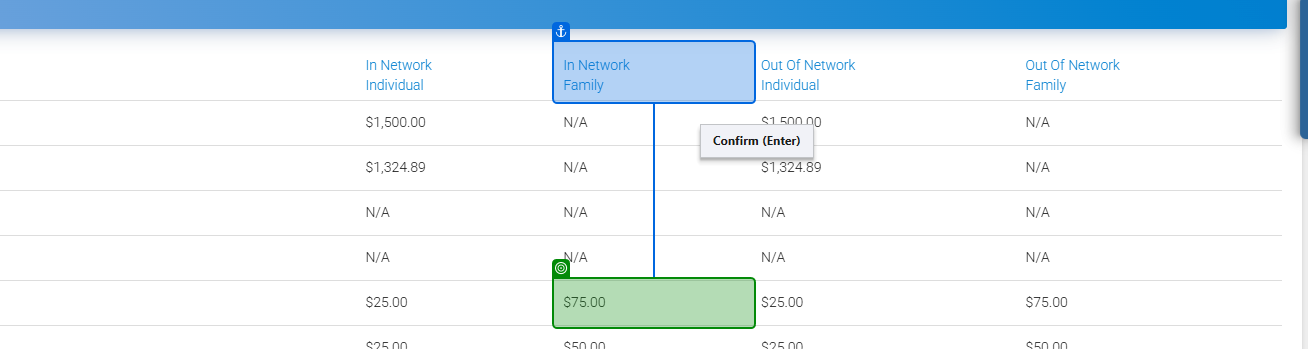 In Network Individual In Network Family Out Of Network Individual Out Of Network Family
$1,500.00 N/A $1,500.00 N/A
Confirm (Enter)
$1,324.89 N/A $1,324.89 N/A
N/A N/A N/A N/A
N/A N/A N/A N/A
$25.00 $75.00 $25.00 $75.00
$25.00 $50.00 $25.00 $50.00